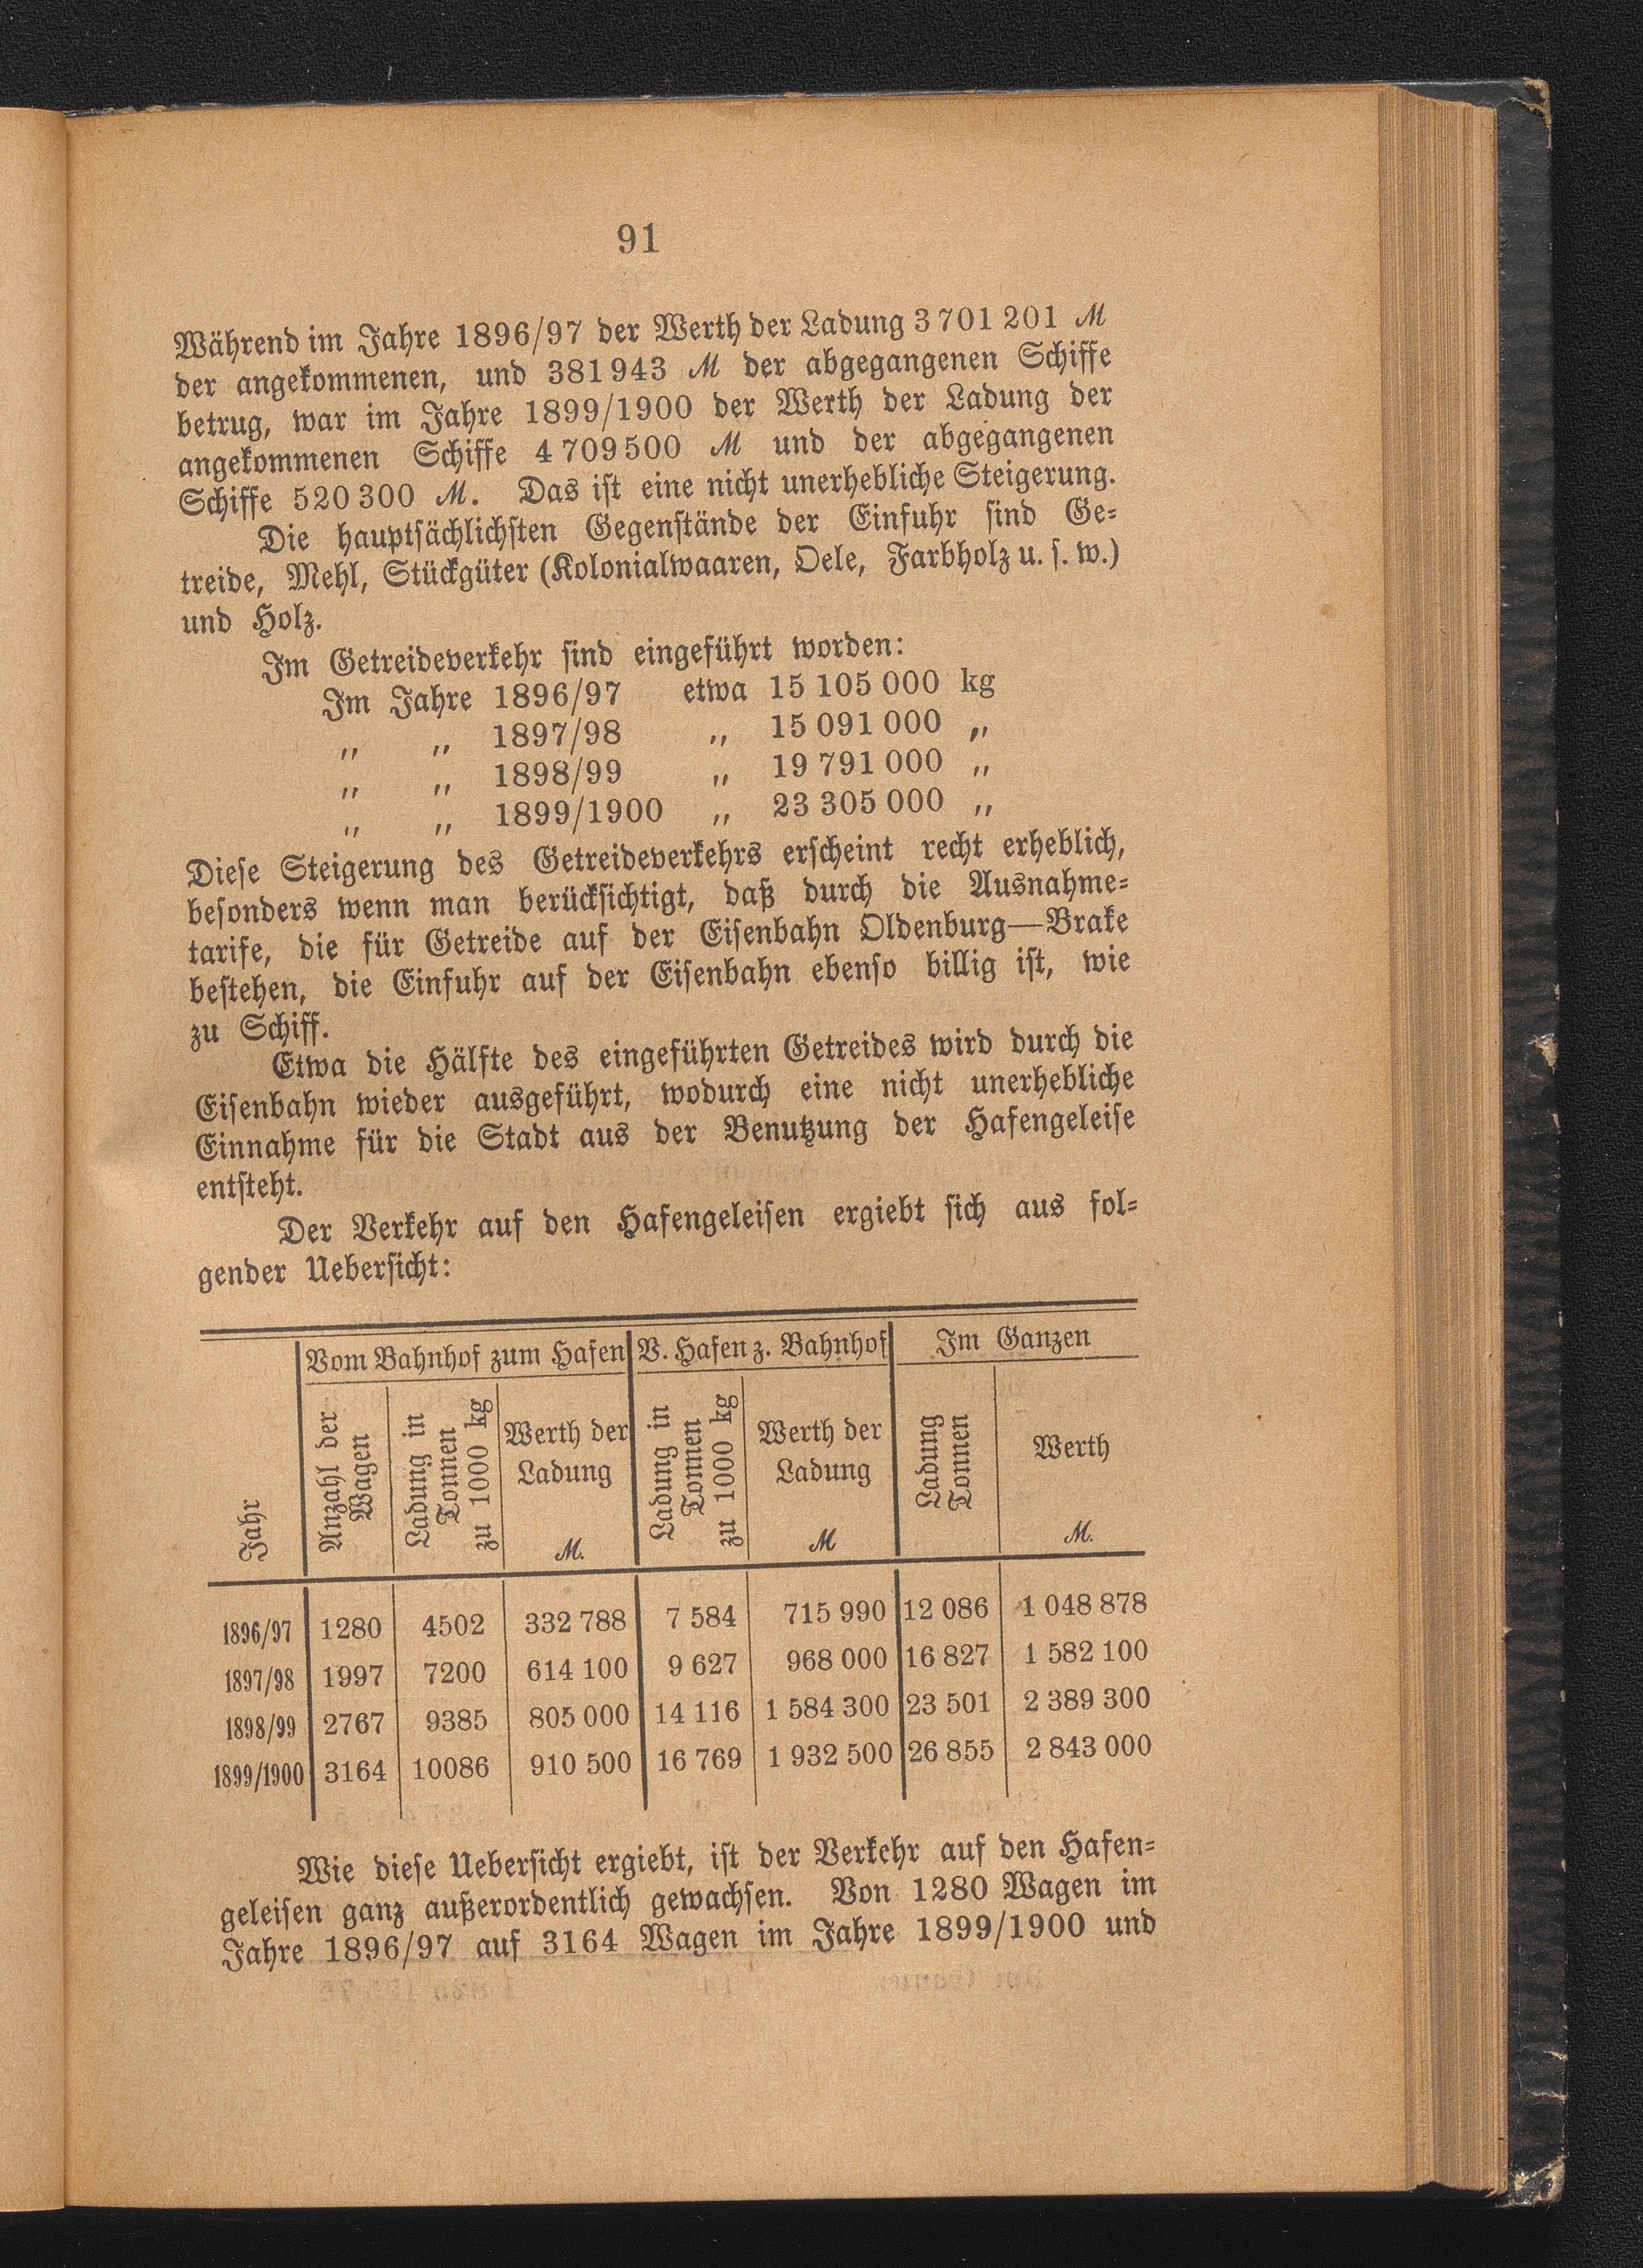 91
Während im Jahre 1896/97 der Werth der Ladung 3 701 201 ℳ
der angekommenen, und 381 943 ℳ der abgegangenen Schiffe
betrug, war im Jahre 1899/1900 der Werth der Ladung der
angekommenen Schiffe 4 709 500 ℳ und der abgegangenen
Schiffe 520 300 ℳ. Das ist eine nicht unerhebliche Steigerung.
Die hauptsächlichsten Gegenstände der Einfuhr sind Ge-
treide, Mehl, Stückgüter (Kolonialwaaren, Oele, Farbholz u. s. w.)
und Holz.
Im Getreideverkehr sind eingeführt worden:
Im Jahre 1896/97 etwa 15 105 000 kg
„ „ 1897/98 „ 15 091 000 „
„ „ 1898/99 „ 19 791 000 „
„ „ 1899/1900 „ 23 305 000 „
Diese Steigerung des Getreideverkehrs erscheint recht erheblich,
besonders wenn man berücksichtigt, daß durch die Ausnahme-
tarife, die für Getreide auf der Eisenbahn Oldenburg—Brake
bestehen, die Einfuhr auf der Eisenbahn ebenso billig ist, wie
zu Schiff.
Etwa die Hälfte des eingeführten Getreides wird durch die
Eisenbahn wieder ausgeführt, wodurch eine nicht unerhebliche
Einnahme für die Stadt aus der Benutzung der Hafengeleise
entsteht.
Der Verkehr auf den Hafengeleisen ergiebt sich aus fol-
gender Uebersicht:
Vom Bahnhof zum Hafen V. Hafen z. Bahnhof Im Ganzen
Jahr
Anzahl der
Wagen
Ladung in
Tonnen
zu 1000 kg
Werth der
Ladung
ℳ.
Ladung in
Tonnen
zu 1000 kg
Werth der
Ladung
ℳ
Ladung
Tonnen
Werth
ℳ.
1896/97 1280 4502 332 788 7 584 715 990 12 086 1 048 878
1897/98 1997 7200 614 100 9 627 968 000 16 827 1 582 100
1898/99 2767 9385 805 000 14 116 1 584 300 23 501 2 389 300
1899/1900 3164 10086 910 500 16 769 1 932 500 26 855 2 843 000
Wie diese Uebersicht ergiebt, ist der Verkehr auf den Hafen-
geleisen ganz außerordentlich gewachsen. Von 1280 Wagen im
Jahre 1896/97 auf 3164 Wagen im Jahre 1899/1900 und